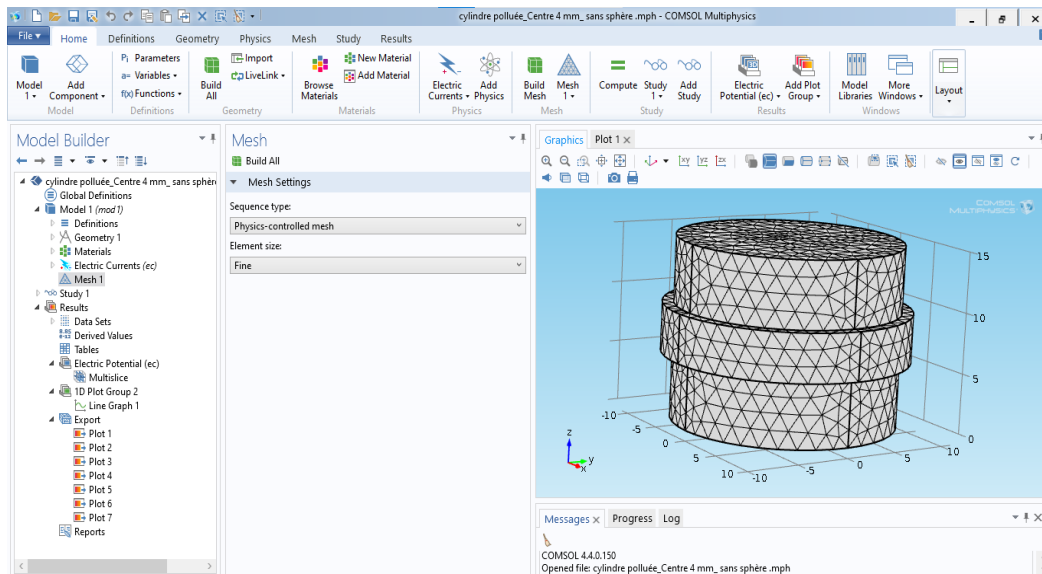 cylindre polluée_Centre 4 mm_ sans sphère .mph - COMSOL Multiphysics
File Home Definitions Geometry Physics Mesh Study Results
Model 1 Add Component
Pi Parameters
a= Variables
f(x) Functions
Build All
Import
LiveLink
Browse Materials
New Material
Add Material
Electric Currents Add Physics
Build Mesh Mesh 1
Compute Study 1 Add Study
Electric Potential (ec) Add Plot Group
Model Libraries More Windows
Layout
Model Definitions Geometry Materials Physics Mesh Study Results Windows
Model Builder
cylindre polluée_Centre 4 mm_ sans sphèr
Global Definitions
Model 1 (mod1)
Definitions
Geometry 1
Materials
Electric Currents (ec)
Mesh 1
Study 1
Results
Data Sets
8.85 e-12 Derived Values
Tables
Electric Potential (ec)
Multislice
1D Plot Group 2
Line Graph 1
Export
Plot 1
Plot 2
Plot 3
Plot 4
Plot 5
Plot 6
Plot 7
Reports
Mesh
Build All
Mesh Settings
Sequence type:
Physics-controlled mesh
Element size:
Fine
Graphics Plot 1
xy yz zx
COMSOL
MULTIPHYSICS
15
10
5
0
-10
-5
0
5
10
-10
-5
0
5
10
z
y
x
Messages Progress Log
COMSOL 4.4.0.150
Opened file: cylindre polluée_Centre 4 mm_ sans sphère .mph